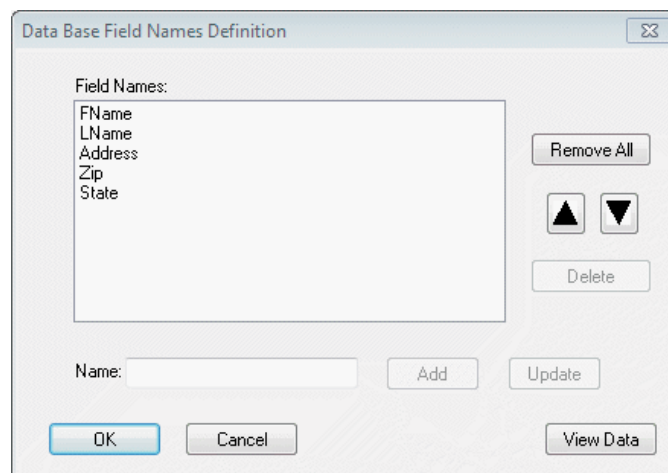 Data Base Field Names Definition
Field Names:
FName
LName
Address
Zip
State
Remove All
Delete
Name:
Add
Update
OK
Cancel
View Data